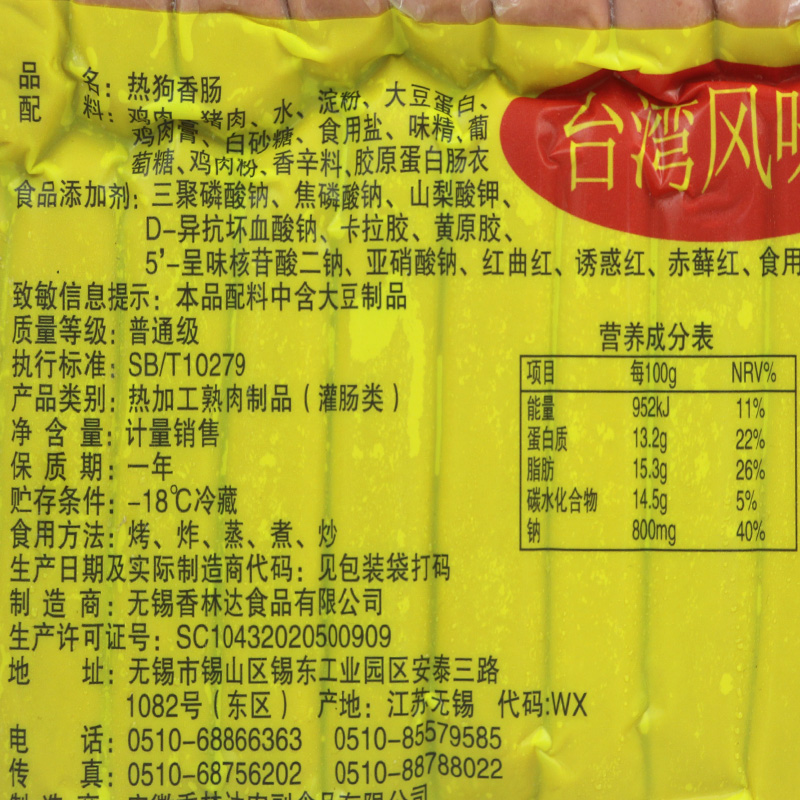 品 名：热狗香肠
配 料：鸡肉、猪肉、水、淀粉、大豆蛋白、
鸡肉膏、白砂糖、食用盐、味精、葡
萄糖、鸡肉粉、香辛料、胶原蛋白肠衣
食品添加剂：三聚磷酸钠、焦磷酸钠、山梨酸钾、
D-异抗坏血酸钠、卡拉胶、黄原胶、
5'-呈味核苷酸二钠、亚硝酸钠、红曲红、诱惑红、赤藓红、食用
致敏信息提示：本品配料中含大豆制品
质量等级：普通级
执行标准：SB/T10279
产品类别：热加工熟肉制品（灌肠类）
净含量：计量销售
保质期：一年
贮存条件：-18℃冷藏
食用方法：烤、炸、蒸、煮、炒
生产日期及实际制造商代码：见包装袋打码
制造商：无锡香林达食品有限公司
生产许可证号：SC10432020500909
地 址：无锡市锡山区锡东工业园区安泰三路
1082号（东区） 产地：江苏无锡 代码:WX
电 话：0510-68866363 0510-85579585
传 真：0510-68756202 0510-88788022
台湾风味
营养成分表
项目 每100g NRV%
能量 952kJ 11%
蛋白质 13.2g 22%
脂肪 15.3g 26%
碳水化合物 14.5g 5%
钠 800mg 40%